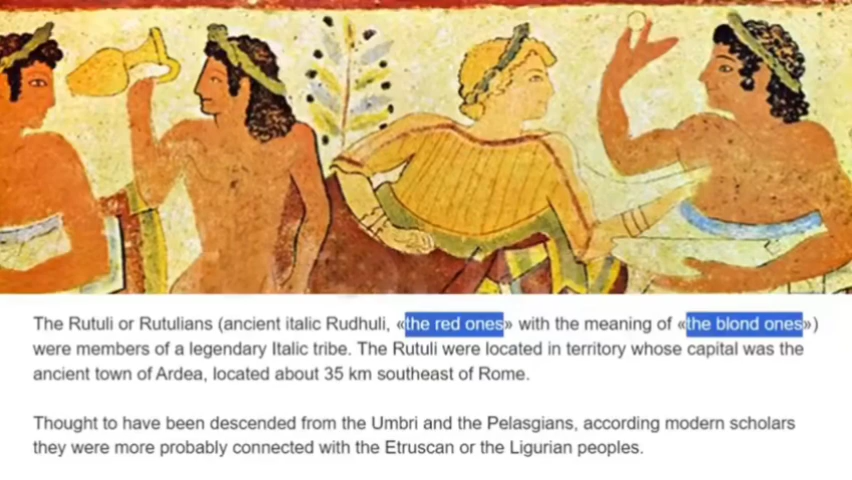 The Rutuli or Rutulians (ancient italic Rudhuli, «the red ones» with the meaning of «the blond ones»)
were members of a legendary Italic tribe. The Rutuli were located in territory whose capital was the
ancient town of Ardea, located about 35 km southeast of Rome.
Thought to have been descended from the Umbri and the Pelasgians, according modern scholars
they were more probably connected with the Etruscan or the Ligurian peoples.